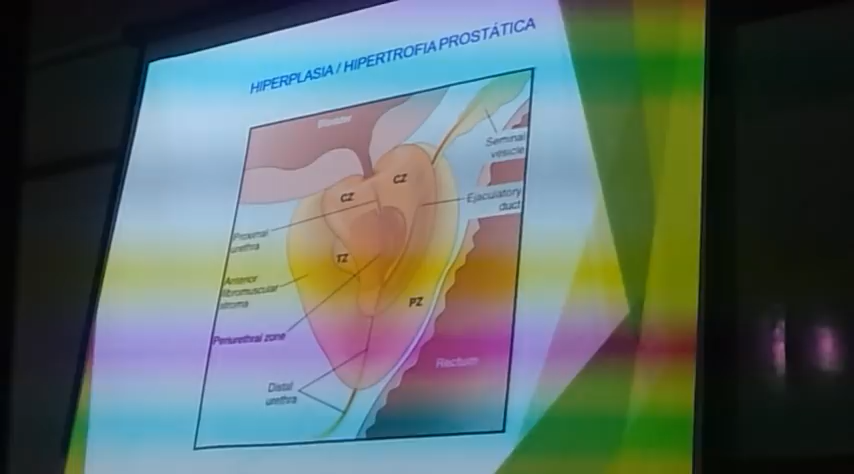 HIPERPLASIA / HIPERTROFIA PROSTÁTICA
Bladder
Seminal
vesicle
CZ
CZ
Ejaculatory
duct
Proximal
urethra
TZ
Anterior
fibromuscular
stroma
PZ
Periurethral zone
Rectum
Distal
urethra